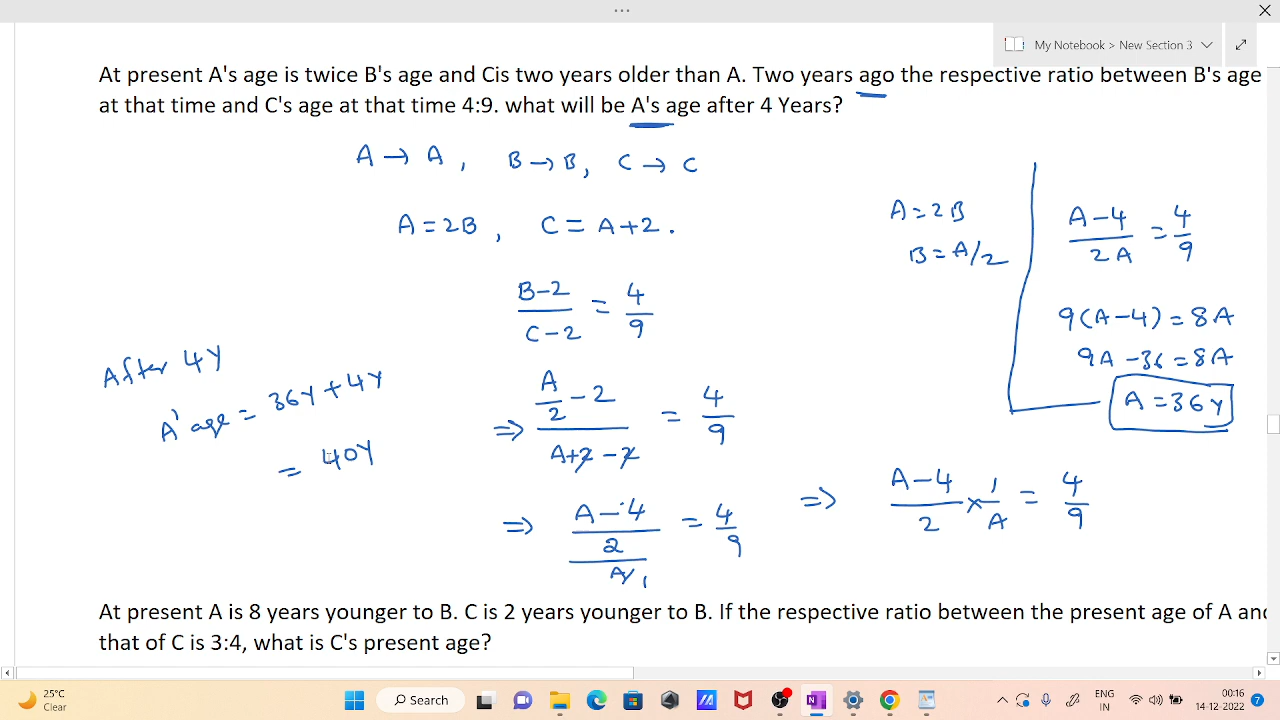 My Notebook > New Section 3
At present A's age is twice B's age and Cis two years older than A. Two years ago the respective ratio between B's age
at that time and C's age at that time 4:9. what will be A's age after 4 Years?
A → A , B → B, C → C
A = 2B , C = A+2.
B-2 / C-2 = 4/9
⇒ A/2 - 2 / A+2-2 = 4/9
⇒ A-4 / 2 / A/1 = 4/9
⇒ A-4 / 2 × 1/A = 4/9
A=2B
B = A/2
A-4 / 2A = 4/9
9(A-4) = 8A
9A -36 = 8A
A = 36Y
After 4Y
A' age = 36Y + 4Y
= 40Y
At present A is 8 years younger to B. C is 2 years younger to B. If the respective ratio between the present age of A and
that of C is 3:4, what is C's present age?
25°C
Clear
Search
ENG
IN
00:16
14-12-2022
7